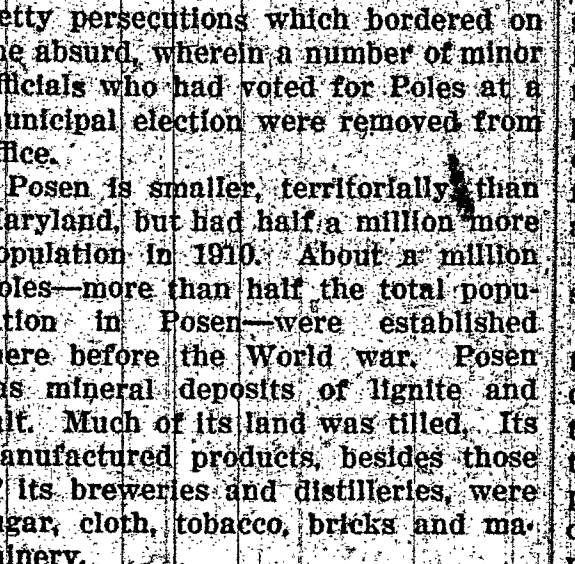 etty persecutions which bordered on
he absurd, wherein a number of minor
fficials who had voted for Poles at a
unicipal election were removed from
ffice.
Posen is smaller, territorially, than
aryland, but had half a million more
opulation in 1910. About a million
oles—more than half the total popu-
tion in Posen—were established
here before the World war. Posen
as mineral deposits of lignite and
alt. Much of its land was tilled. Its
anufactured products, besides those
its breweries and distilleries, were
ugar, cloth, tobacco, bricks and ma-
inery.